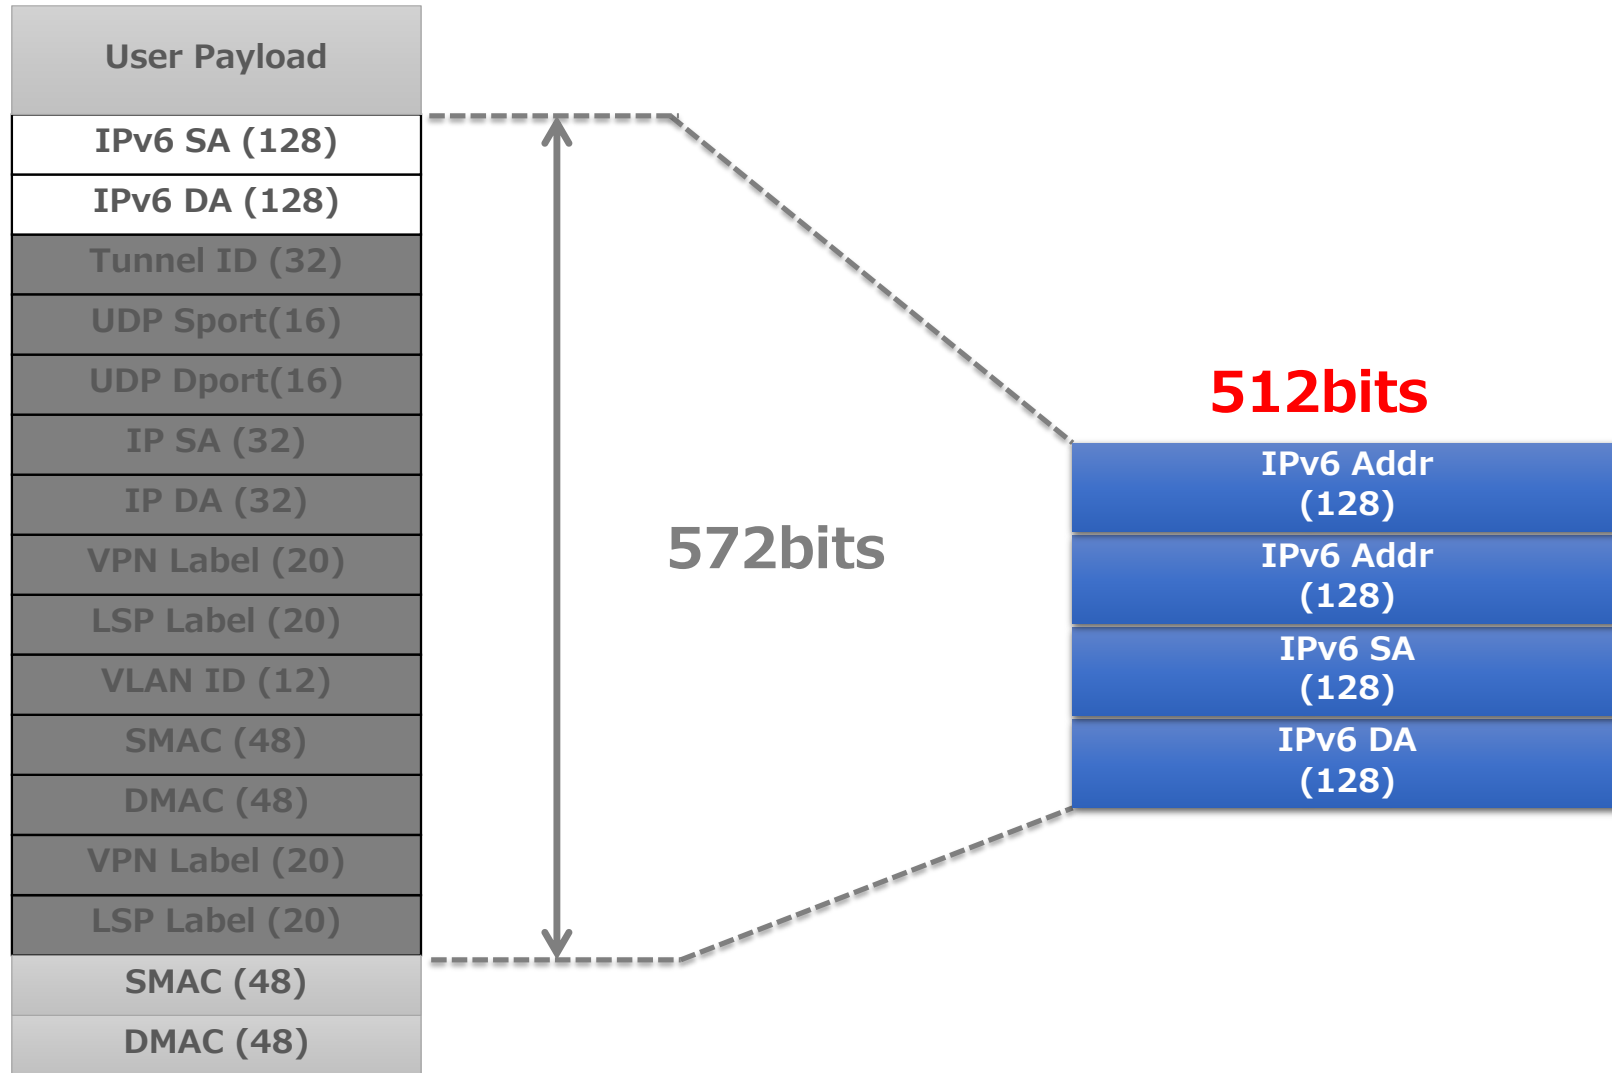 User Payload
IPv6 SA (128)
IPv6 DA (128)
Tunnel ID (32)
UDP Sport(16)
UDP Dport(16)
IP SA (32)
IP DA (32)
VPN Label (20)
LSP Label (20)
VLAN ID (12)
SMAC (48)
DMAC (48)
VPN Label (20)
LSP Label (20)
SMAC (48)
DMAC (48)
572bits
512bits
IPv6 Addr
(128)
IPv6 Addr
(128)
IPv6 SA
(128)
IPv6 DA
(128)